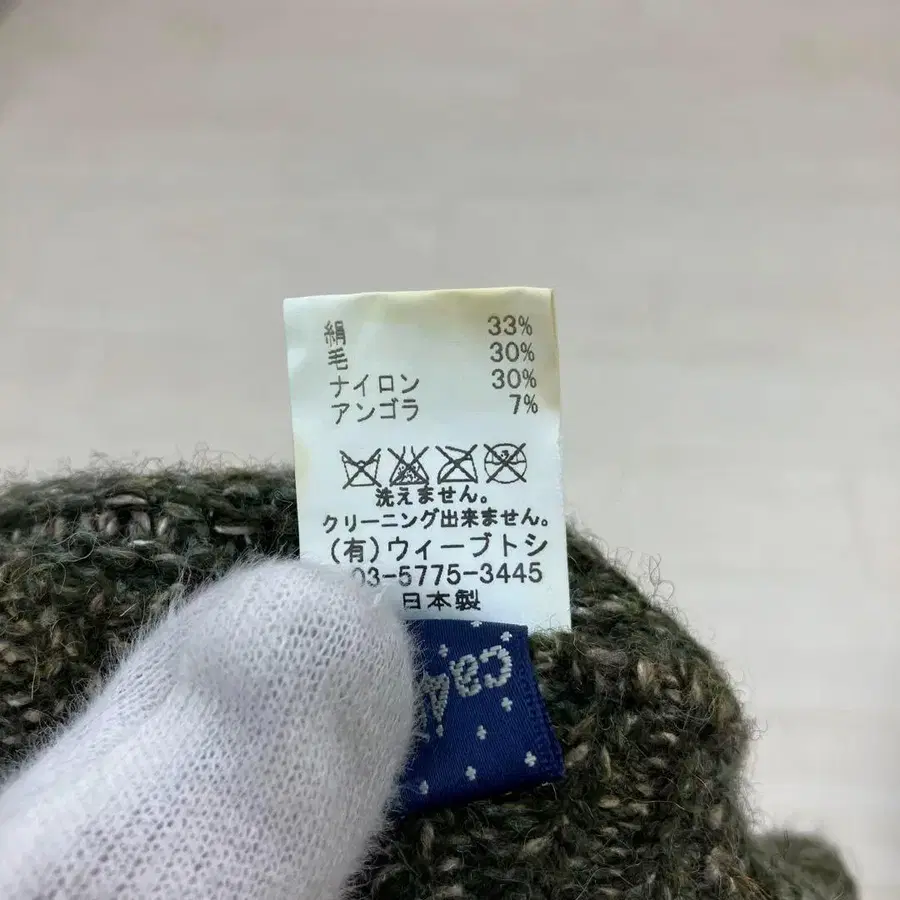 絹 33%
毛 30%
ナイロン 30%
アンゴラ 7%
洗えません。
クリーニング出来ません。
(有)ウィーブトシ
03-5775-3445
日本製